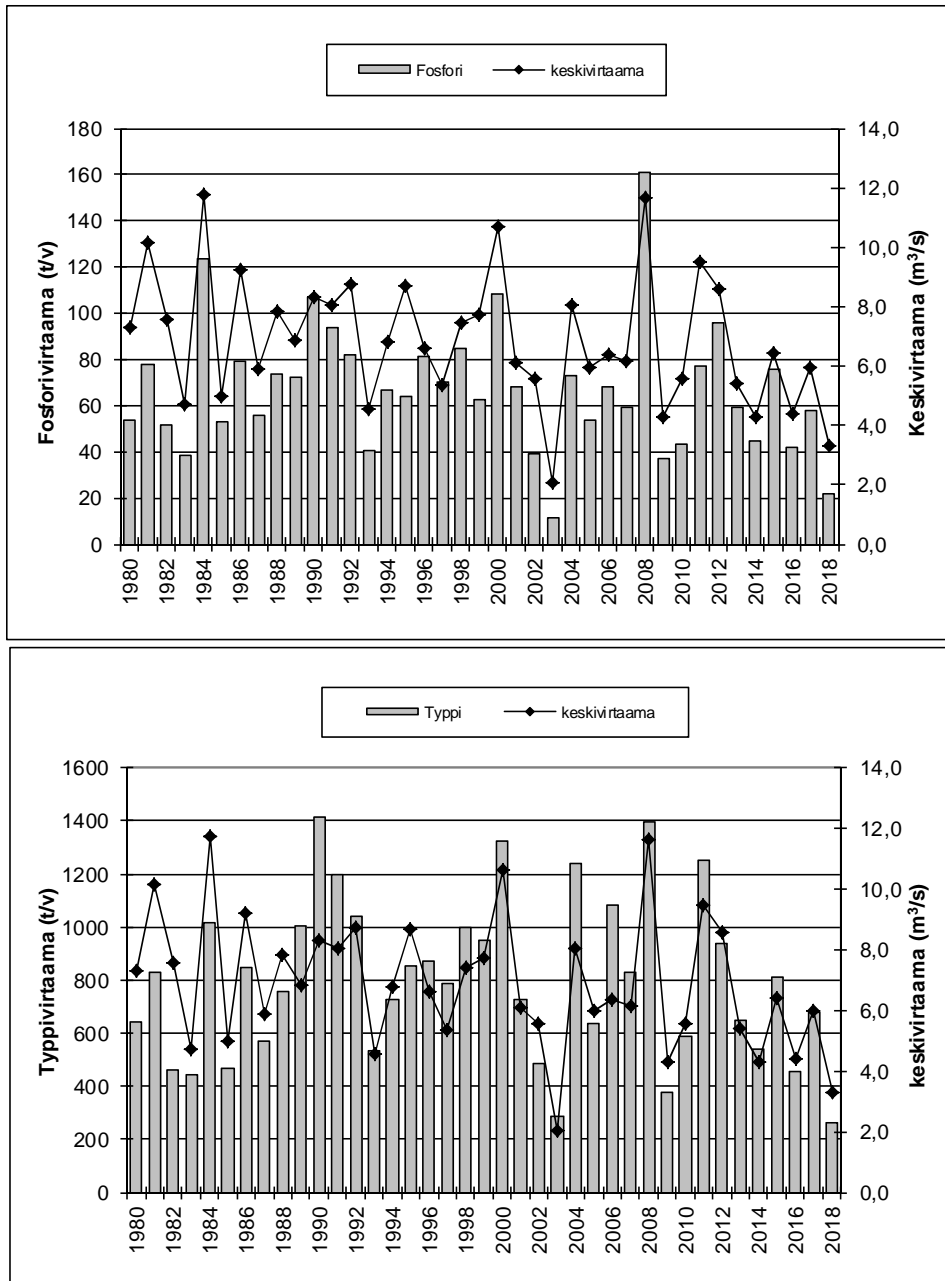 Fosfori keskivirtaama
180 14,0
160 12,0
140
120 10,0
100 8,0
80 6,0
60
40 4,0
20 2,0
0 0,0
Fosforivirtaama (t/v)
Keskivirtaama (m³/s)
1980 1982 1984 1986 1988 1990 1992 1994 1996 1998 2000 2002 2004 2006 2008 2010 2012 2014 2016 2018
Typpi keskivirtaama
1600 14,0
1400 12,0
1200 10,0
1000
800 8,0
600 6,0
400 4,0
200 2,0
0 0,0
Typpivirtaama (t/v)
keskivirtaama (m³/s)
1980 1982 1984 1986 1988 1990 1992 1994 1996 1998 2000 2002 2004 2006 2008 2010 2012 2014 2016 2018